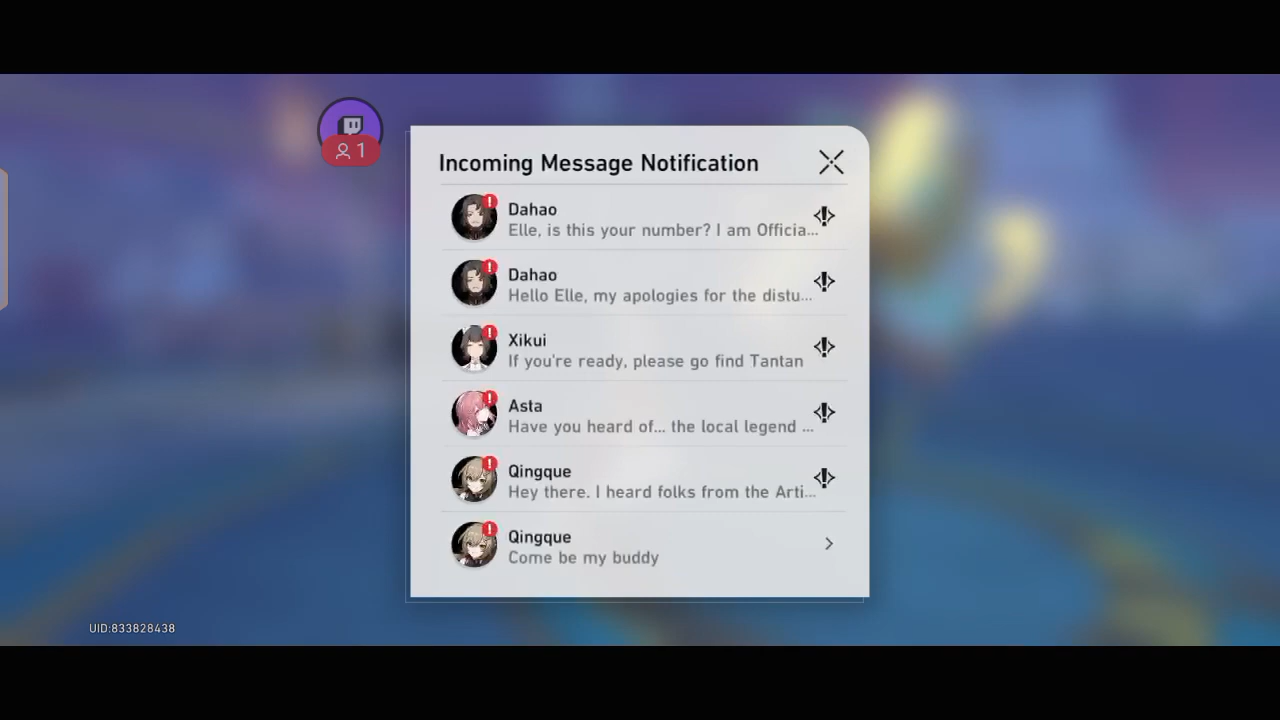 1
Incoming Message Notification
Dahao
Elle, is this your number? I am Officia...
Dahao
Hello Elle, my apologies for the distu...
Xikui
If you're ready, please go find Tantan
Asta
Have you heard of... the local legend ...
Qingque
Hey there. I heard folks from the Arti...
Qingque
Come be my buddy
UID:833828438